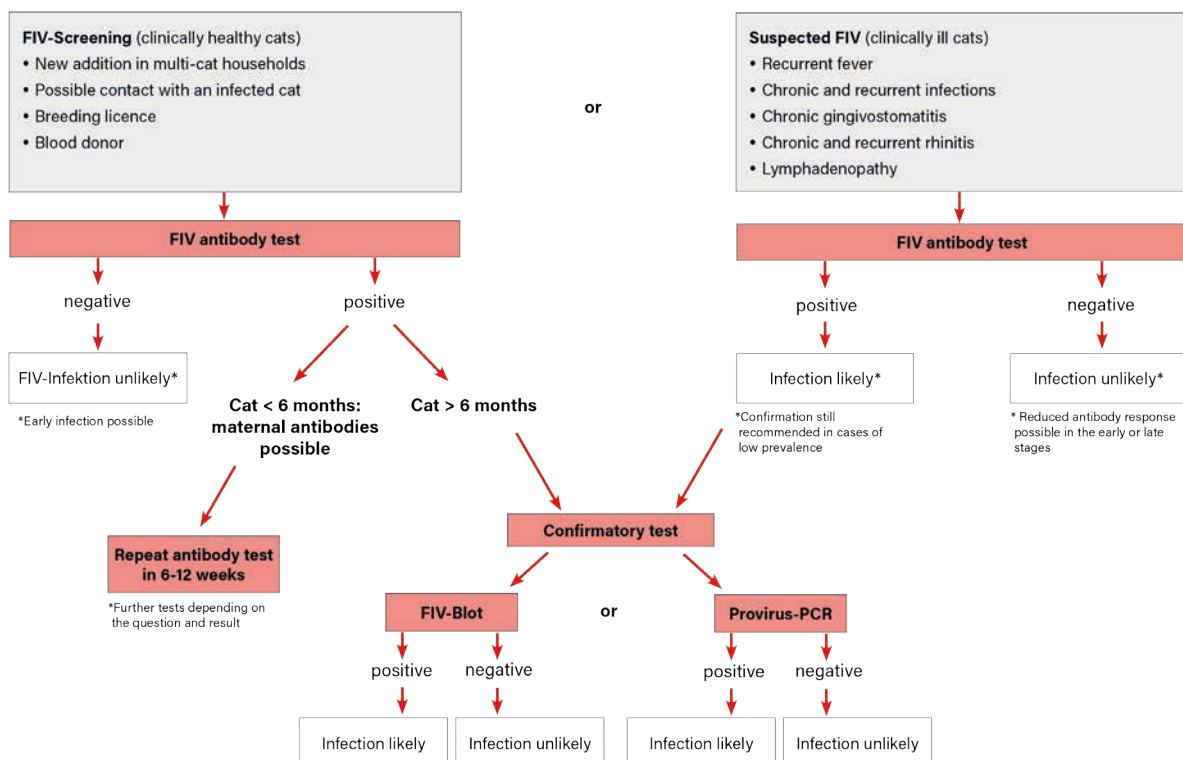 FIV-Screening (clinically healthy cats)
• New addition in multi-cat households
• Possible contact with an infected cat
• Breeding licence
• Blood donor
or
Suspected FIV (clinically ill cats)
• Recurrent fever
• Chronic and recurrent infections
• Chronic gingivostomatitis
• Chronic and recurrent rhinitis
• Lymphadenopathy
FIV antibody test
FIV antibody test
negative
positive
positive
negative
FIV-Infektion unlikely*
*Early infection possible
Cat < 6 months:
maternal antibodies
possible
Cat > 6 months
Infection likely*
*Confirmation still
recommended in cases of
low prevalence
Infection unlikely*
* Reduced antibody response
possible in the early or late
stages
Repeat antibody test
in 6-12 weeks
*Further tests depending on
the question and result
Confirmatory test
FIV-Blot
or
Provirus-PCR
positive
negative
positive
negative
Infection likely
Infection unlikely
Infection likely
Infection unlikely